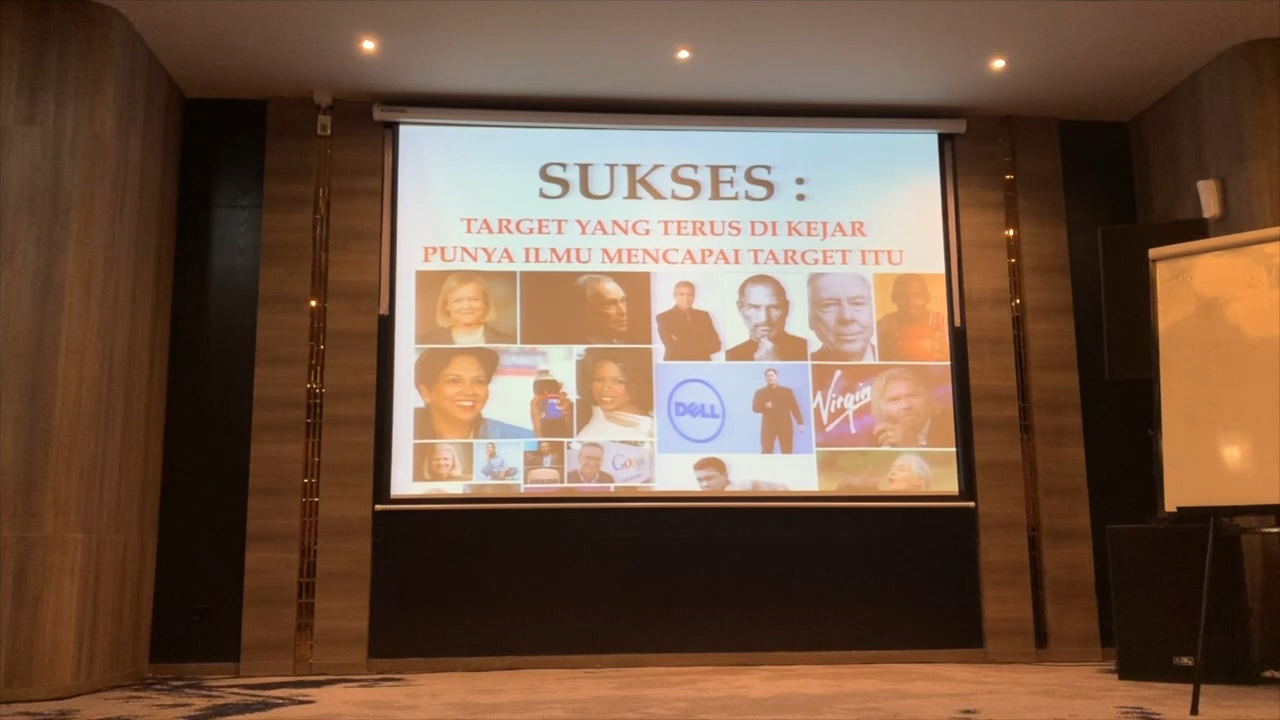 SUKSES :
TARGET YANG TERUS DI KEJAR
PUNYA ILMU MENCAPAI TARGET ITU
DELL
Virgin
Google